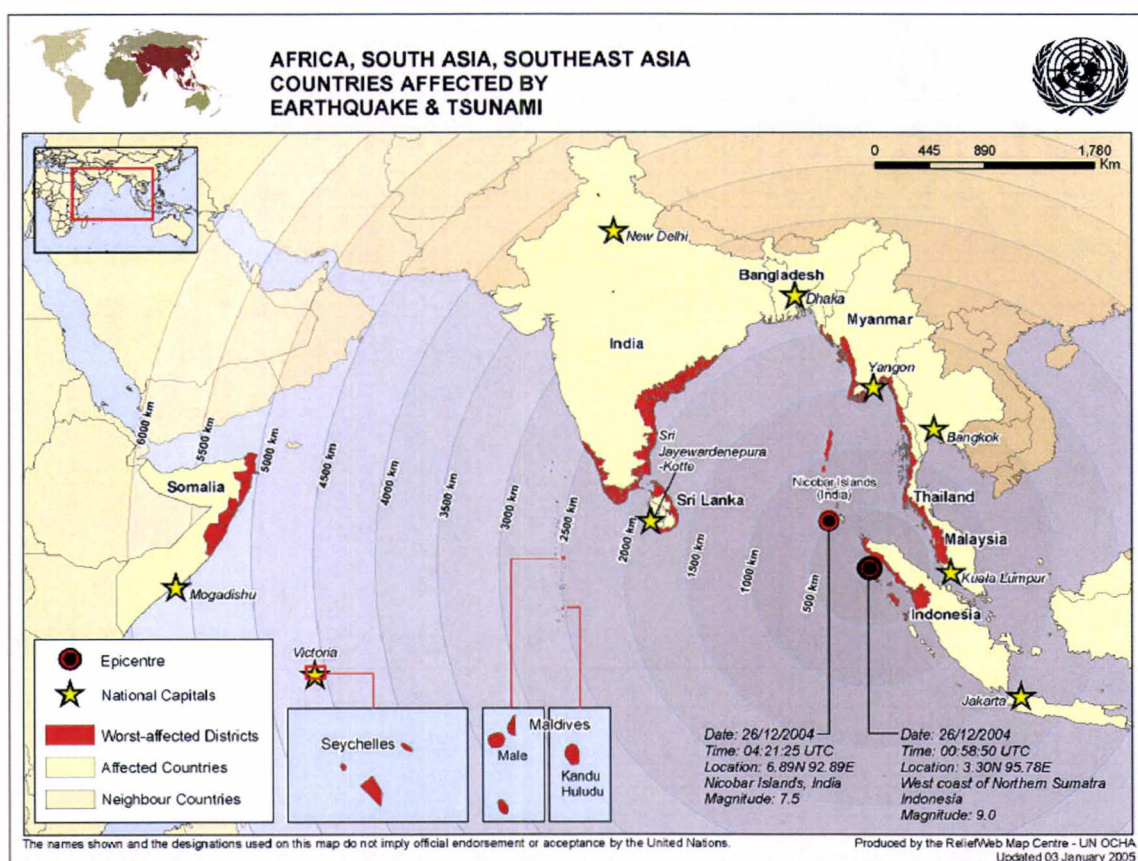 AFRICA, SOUTH ASIA, SOUTHEAST ASIA
COUNTRIES AFFECTED BY
EARTHQUAKE & TSUNAMI
0 445 890 1,780
Km
New Delhi
Bangladesh
Dhaka
Myanmar
India
Yangon
Bangkok
Sri
Jayewardenepura
-Kotte
Sri Lanka
Nicobar Islands
(India)
Thailand
Malaysia
Kuala Lumpur
Indonesia
Jakarta
Somalia
Mogadishu
6000 km
5500 km
5000 km
4500 km
4000 km
3500 km
3000 km
2500 km
2000 km
1500 km
1000 km
500 km
Victoria
Seychelles
Maldives
Male
Kandu
Huludu
Epicentre
National Capitals
Worst-affected Districts
Affected Countries
Neighbour Countries
Date: 26/12/2004
Time: 04:21:25 UTC
Location: 6.89N 92.89E
Nicobar Islands, India
Magnitude: 7.5
Date: 26/12/2004
Time: 00:58:50 UTC
Location: 3.30N 95.78E
West coast of Northern Sumatra
Indonesia
Magnitude: 9.0
The names shown and the designations used on this map do not imply official endorsement or acceptance by the United Nations.
Produced by the ReliefWeb Map Centre - UN OCHA
Updated 03 January 2005